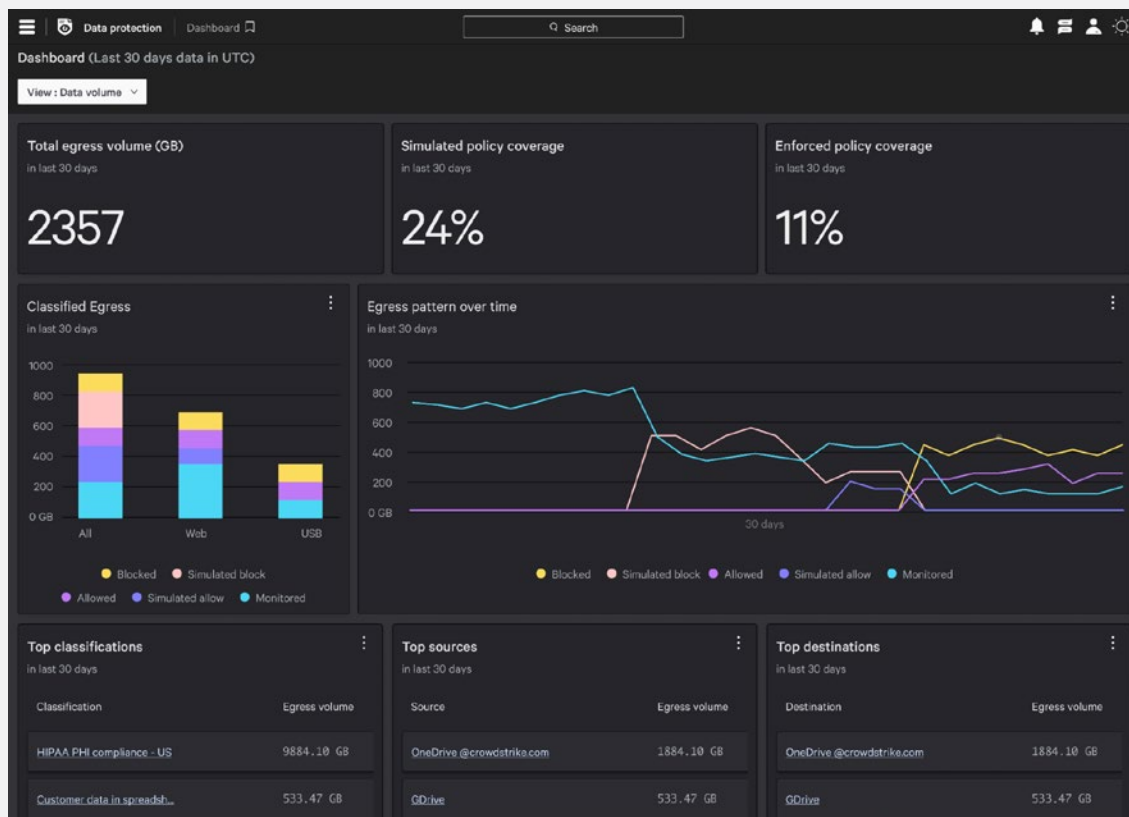 Data protection Dashboard Search
Dashboard (Last 30 days data in UTC)
View : Data volume
Total egress volume (GB)
in last 30 days
2357
Simulated policy coverage
in last 30 days
24%
Enforced policy coverage
in last 30 days
11%
Classified Egress
in last 30 days
1000
800
600
400
200
0 GB
All Web USB
Blocked Simulated block
Allowed Simulated allow Monitored
Egress pattern over time
in last 30 days
1000
800
600
400
200
0 GB
30 days
Blocked Simulated block Allowed Simulated allow Monitored
Top classifications
in last 30 days
Classification Egress volume
HIPAA PHI compliance - US 9884.10 GB
Customer data in spreadsh... 533.47 GB
Top sources
in last 30 days
Source Egress volume
OneDrive @crowdstrike.com 1884.10 GB
GDrive 533.47 GB
Top destinations
in last 30 days
Destination Egress volume
OneDrive @crowdstrike.com 1884.10 GB
GDrive 533.47 GB